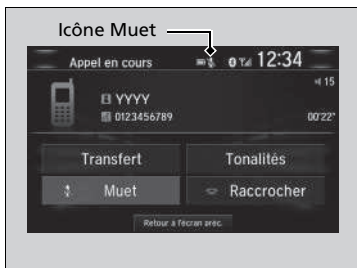 Icône Muet
Appel en cours 12:34
15
YYYY
0123456789 00'22"
Transfert Tonalités
Muet Raccrocher
Retour à l'écran préc.